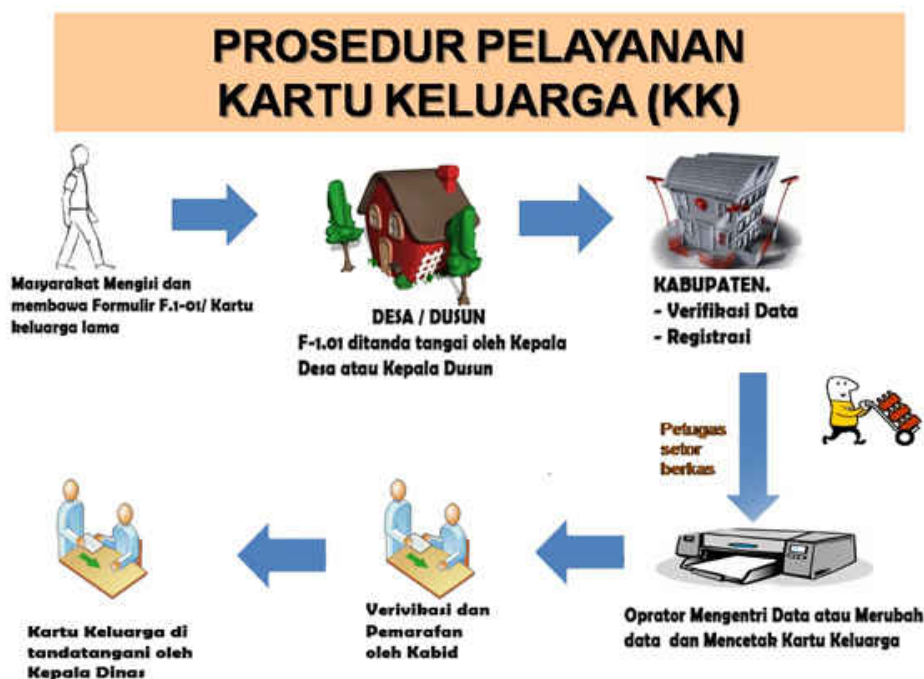 PROSEDUR PELAYANAN
KARTU KELUARGA (KK)
Masyarakat Mengisi dan
membawa Formulir F.1-01/ Kartu
keluarga lama
DESA / DUSUN
F-1.01 ditanda tangai oleh Kepala
Desa atau Kepala Dusun
KABUPATEN.
- Verifikasi Data
- Registrasi
Petugas
setor
berkas
Oprator Mengentri Data atau Merubah
data dan Mencetak Kartu Keluarga
Verivikasi dan
Pemarafan
oleh Kabid
Kartu Keluarga di
tandatangani oleh
Kepala Dinas